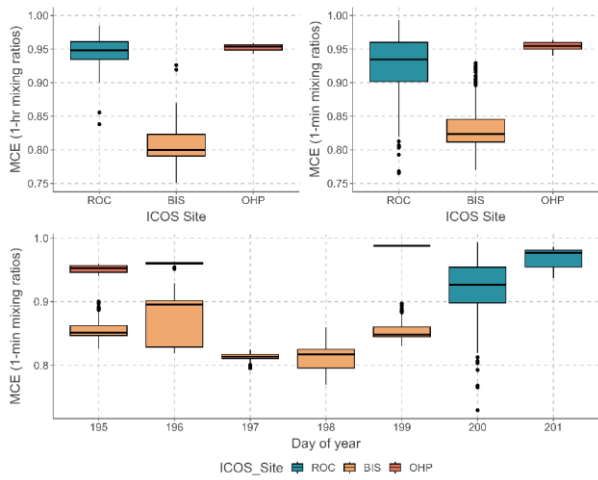 MCE (1-hr mixing ratios)
1.00
0.95
0.90
0.85
0.80
0.75
ROC BIS OHP
ICOS Site
MCE (1-min mixing ratios)
1.00
0.95
0.90
0.85
0.80
0.75
ROC BIS OHP
ICOS Site
MCE (1-min mixing ratios)
1.0
0.9
0.8
195 196 197 198 199 200 201
Day of year
ICOS_Site ROC BIS OHP